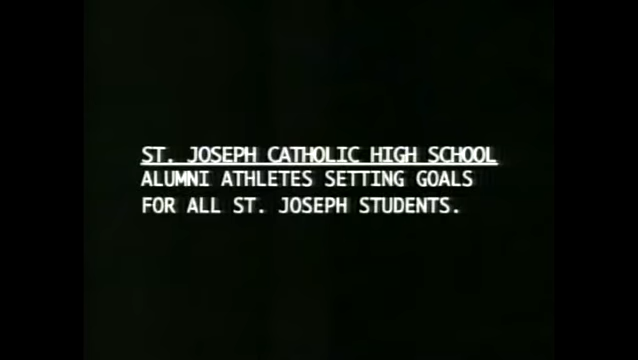 ST. JOSEPH CATHOLIC HIGH SCHOOL
ALUMNI ATHLETES SETTING GOALS
FOR ALL ST. JOSEPH STUDENTS.